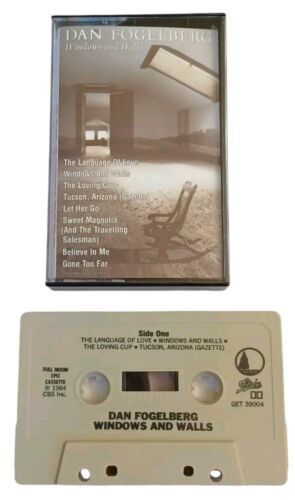 DAN FOGELBERG
Windows and Walls
The Language Of Love
Windows And Walls
The Loving Cup
Tucson, Arizona (Gazette)
Let Her Go
Sweet Magnolia
(And The Travelling
Salesman)
Believe In Me
Gone Too Far
Side One
THE LANGUAGE OF LOVE • WINDOWS AND WALLS •
THE LOVING CUP • TUCSON, ARIZONA (GAZETTE)
FULL MOON/
EPIC
CASSETTE
℗ 1984
CBS Inc.
Epic
QET 39004
DAN FOGELBERG
WINDOWS AND WALLS